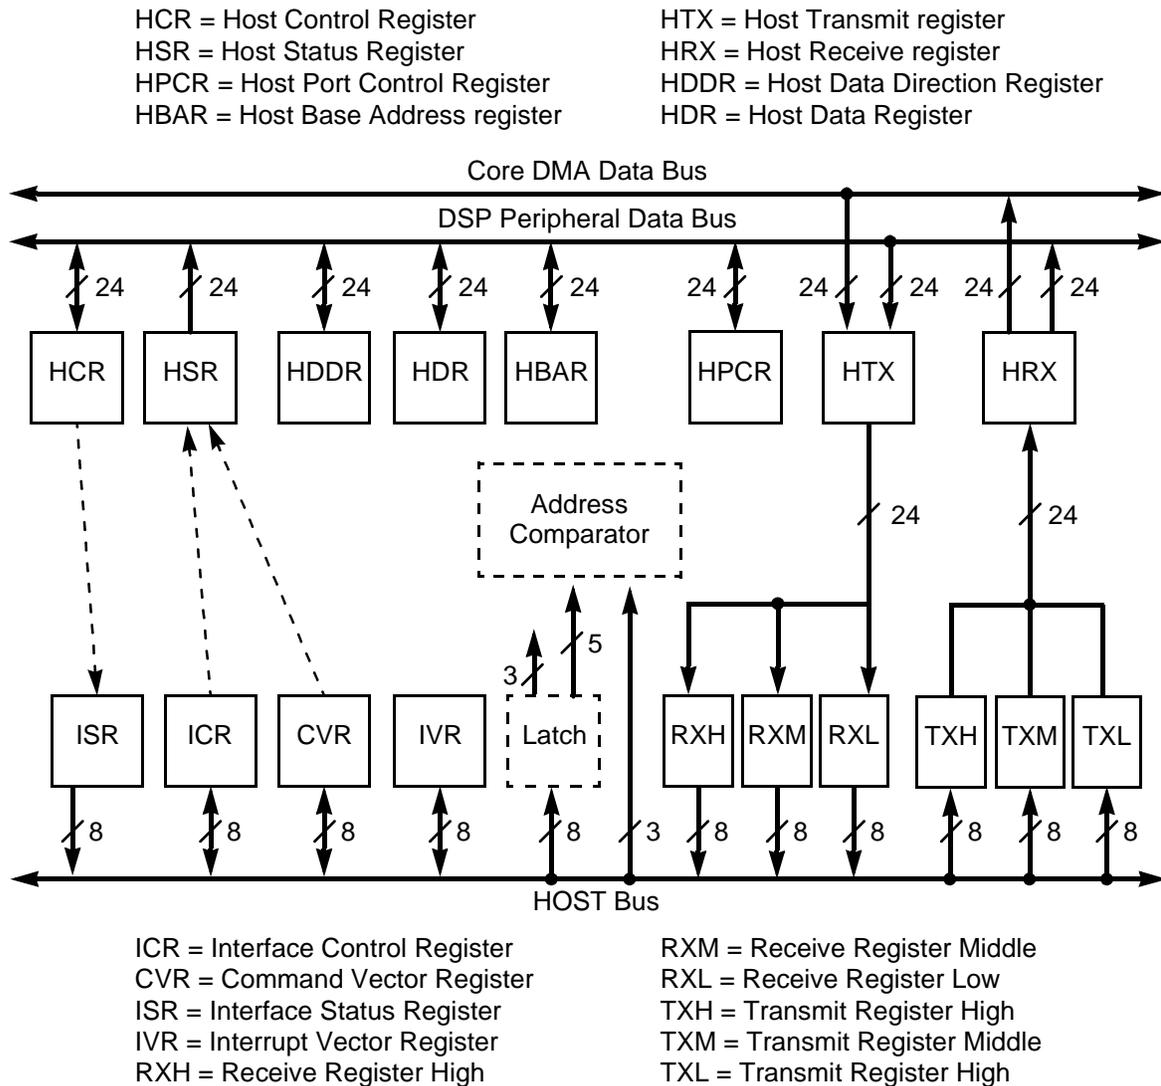 HCR = Host Control Register
HSR = Host Status Register
HPCR = Host Port Control Register
HBAR = Host Base Address register
HTX = Host Transmit register
HRX = Host Receive register
HDDR = Host Data Direction Register
HDR = Host Data Register
Core DMA Data Bus
DSP Peripheral Data Bus
24 24 24 24 24 24 24 24 24 24
HCR HSR HDDR HDR HBAR HPCR HTX HRX
Address
Comparator
24 24
5
3
ISR ICR CVR IVR Latch RXH RXM RXL TXH TXM TXL
8 8 8 8 8 3 8 8 8 8 8 8
HOST Bus
ICR = Interface Control Register
CVR = Command Vector Register
ISR = Interface Status Register
IVR = Interrupt Vector Register
RXH = Receive Register High
RXM = Receive Register Middle
RXL = Receive Register Low
TXH = Transmit Register High
TXM = Transmit Register Middle
TXL = Transmit Register High